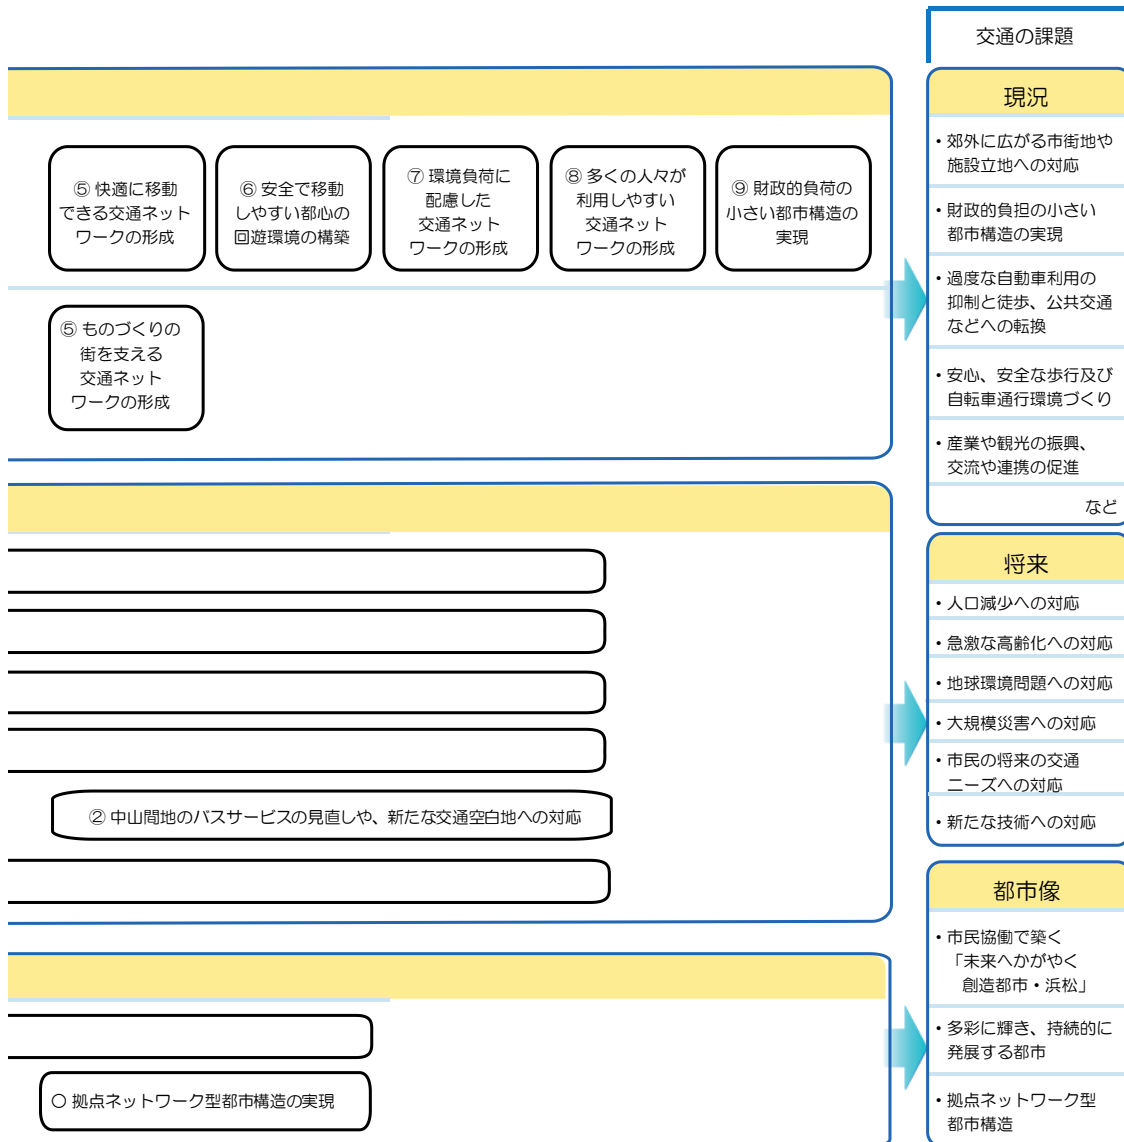 交通の課題
⑤ 快適に移動
できる交通ネット
ワークの形成
⑥ 安全で移動
しやすい都心の
回遊環境の構築
⑦ 環境負荷に
配慮した
交通ネット
ワークの形成
⑧ 多くの人々が
利用しやすい
交通ネット
ワークの形成
⑨ 財政的負荷の
小さい都市構造の
実現
⑤ ものづくりの
街を支える
交通ネット
ワークの形成
② 中山間地のバスサービスの見直しや、新たな交通空白地への対応
○ 拠点ネットワーク型都市構造の実現
現況
・郊外に広がる市街地や
施設立地への対応
・財政的負担の小さい
都市構造の実現
・過度な自動車利用の
抑制と徒歩、公共交通
などへの転換
・安心、安全な歩行及び
自転車通行環境づくり
・産業や観光の振興、
交流や連携の促進
など
将来
・人口減少への対応
・急激な高齢化への対応
・地球環境問題への対応
・大規模災害への対応
・市民の将来の交通
ニーズへの対応
・新たな技術への対応
都市像
・市民協働で築く
「未来へかがやく
創造都市・浜松」
・多彩に輝き、持続的に
発展する都市
・拠点ネットワーク型
都市構造